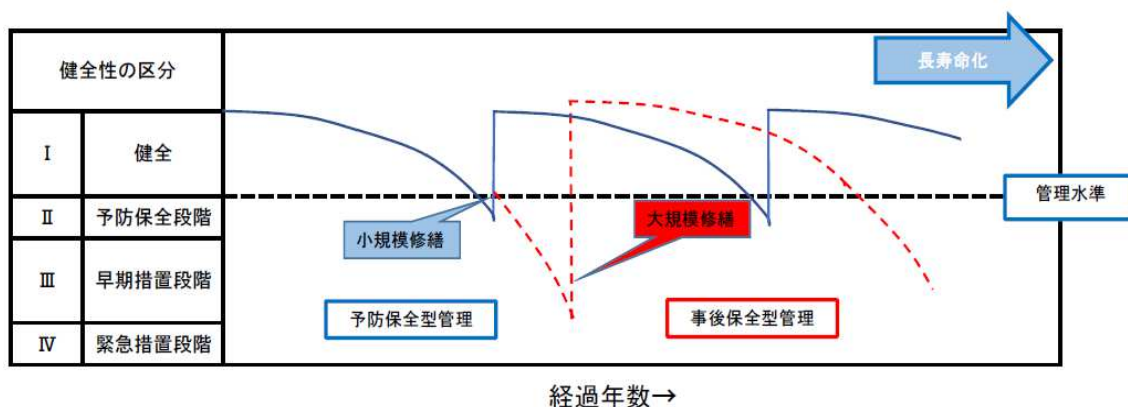 健全性の区分
長寿命化
Ⅰ 健全
管理水準
Ⅱ 予防保全段階
小規模修繕
大規模修繕
Ⅲ 早期措置段階
予防保全型管理
事後保全型管理
Ⅳ 緊急措置段階
経過年数→